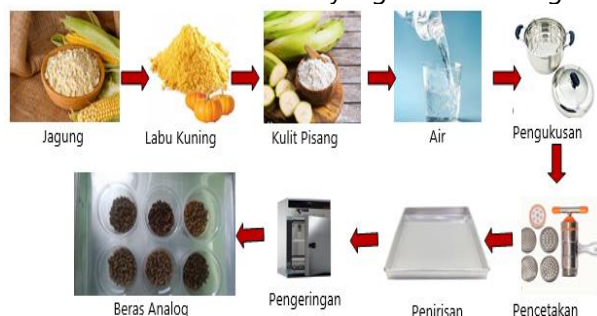 Jagung
Labu Kuning
Kulit Pisang
Air
Pengukusan
Beras Analog
Pengeringan
Penirisan
Pencetakan